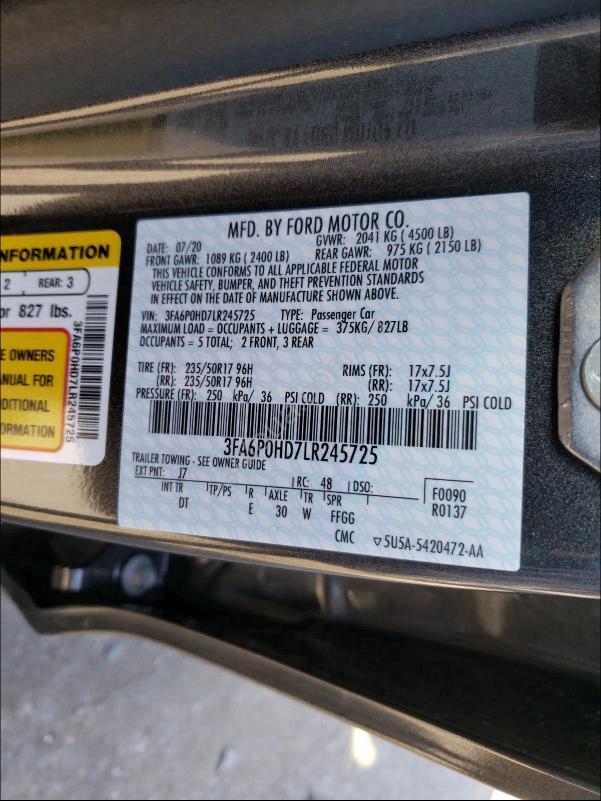 MFD. BY FORD MOTOR CO.
DATE: 07/20 GVWR: 2041 KG ( 4500 LB)
FRONT GAWR: 1089 KG ( 2400 LB) REAR GAWR: 975 KG ( 2150 LB)
THIS VEHICLE CONFORMS TO ALL APPLICABLE FEDERAL MOTOR
VEHICLE SAFETY, BUMPER, AND THEFT PREVENTION STANDARDS
IN EFFECT ON THE DATE OF MANUFACTURE SHOWN ABOVE.
VIN: 3FA6P0HD7LR245725 TYPE: Passenger Car
MAXIMUM LOAD = OCCUPANTS + LUGGAGE = 375KG/ 827LB
OCCUPANTS = 5 TOTAL; 2 FRONT, 3 REAR
TIRE (FR): 235/50R17 96H RIMS (FR): 17x7.5J
(RR): 235/50R17 96H (RR): 17x7.5J
PRESSURE (FR): 250 kPa/ 36 PSI COLD (RR): 250 kPa/ 36 PSI COLD
3FA6P0HD7LR245725
TRAILER TOWING - SEE OWNER GUIDE
EXT PNT: J7 RC: 48 DSO:
INT TR TP/PS R AXLE TR SPR F0090
DT E 30 W FFGG R0137
CMC ▽5U5A-5420472-AA
INFORMATION
2 REAR: 3
or 827 lbs.
E OWNERS
ANUAL FOR
DDITIONAL
ORMATION
3FA6P0HD7LR245725